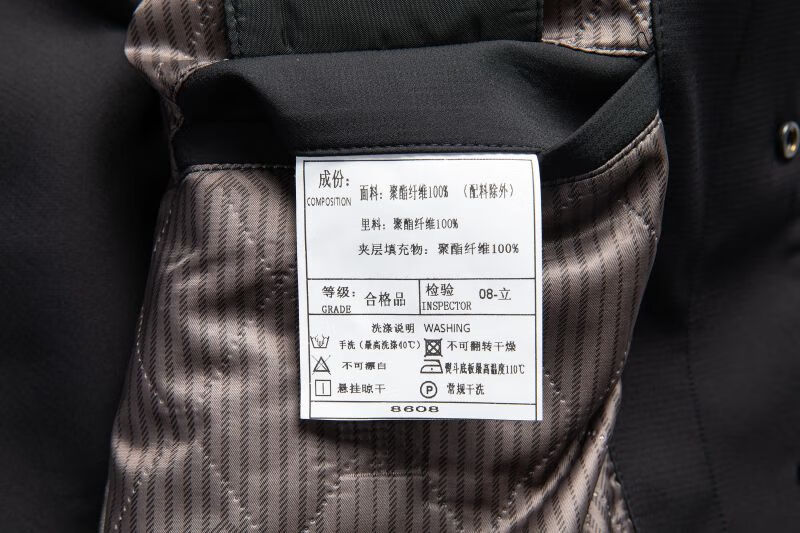 成份： 面料：聚酯纤维100% （配料除外）
COMPOSITION
里料：聚酯纤维100%
夹层填充物：聚酯纤维100%
等级： 合格品 检验 08-立
GRADE INSPECTOR
洗涤说明 WASHING
手洗（最高洗涤40℃） 不可翻转干燥
不可漂白 熨斗底板最高温度110℃
悬挂晾干 P 常规干洗
8608